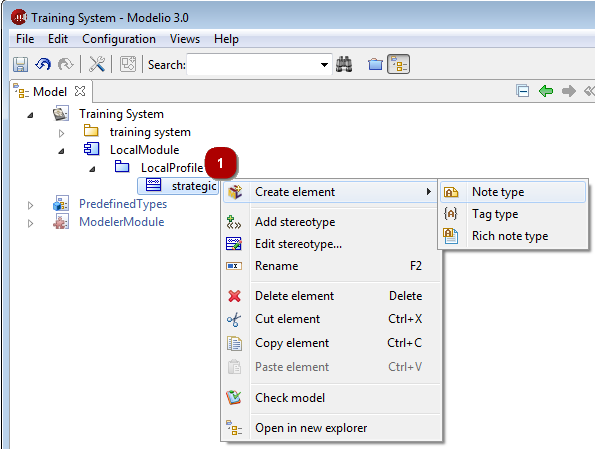 Training System - Modelio 3.0
File Edit Configuration Views Help
Search:
Model
Training System
training system
LocalModule
LocalProfile
1
strategic
PredefinedTypes
ModelerModule
Create element
Add stereotype
Edit stereotype...
Rename F2
Delete element Delete
Cut element Ctrl+X
Copy element Ctrl+C
Paste element Ctrl+V
Check model
Open in new explorer
Note type
{A} Tag type
Rich note type